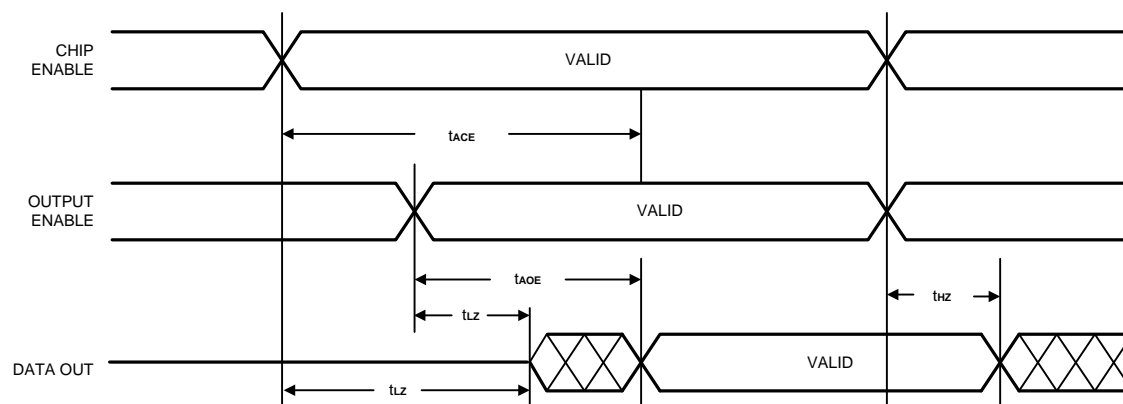 CHIP
ENABLE
VALID
tACE
OUTPUT
ENABLE
VALID
tAOE
tHZ
tLZ
DATA OUT
VALID
tLZ